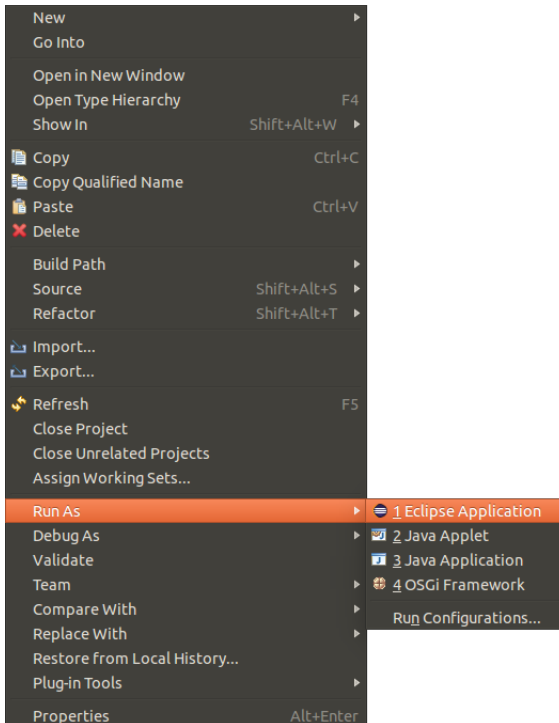 New
Go Into
Open in New Window
Open Type Hierarchy F4
Show In Shift+Alt+W
Copy Ctrl+C
Copy Qualified Name
Paste Ctrl+V
Delete
Build Path
Source Shift+Alt+S
Refactor Shift+Alt+T
Import...
Export...
Refresh F5
Close Project
Close Unrelated Projects
Assign Working Sets...
Run As
Debug As
Validate
Team
Compare With
Replace With
Restore from Local History...
Plug-in Tools
Properties Alt+Enter
1 Eclipse Application
2 Java Applet
3 Java Application
4 OSGi Framework
Run Configurations...